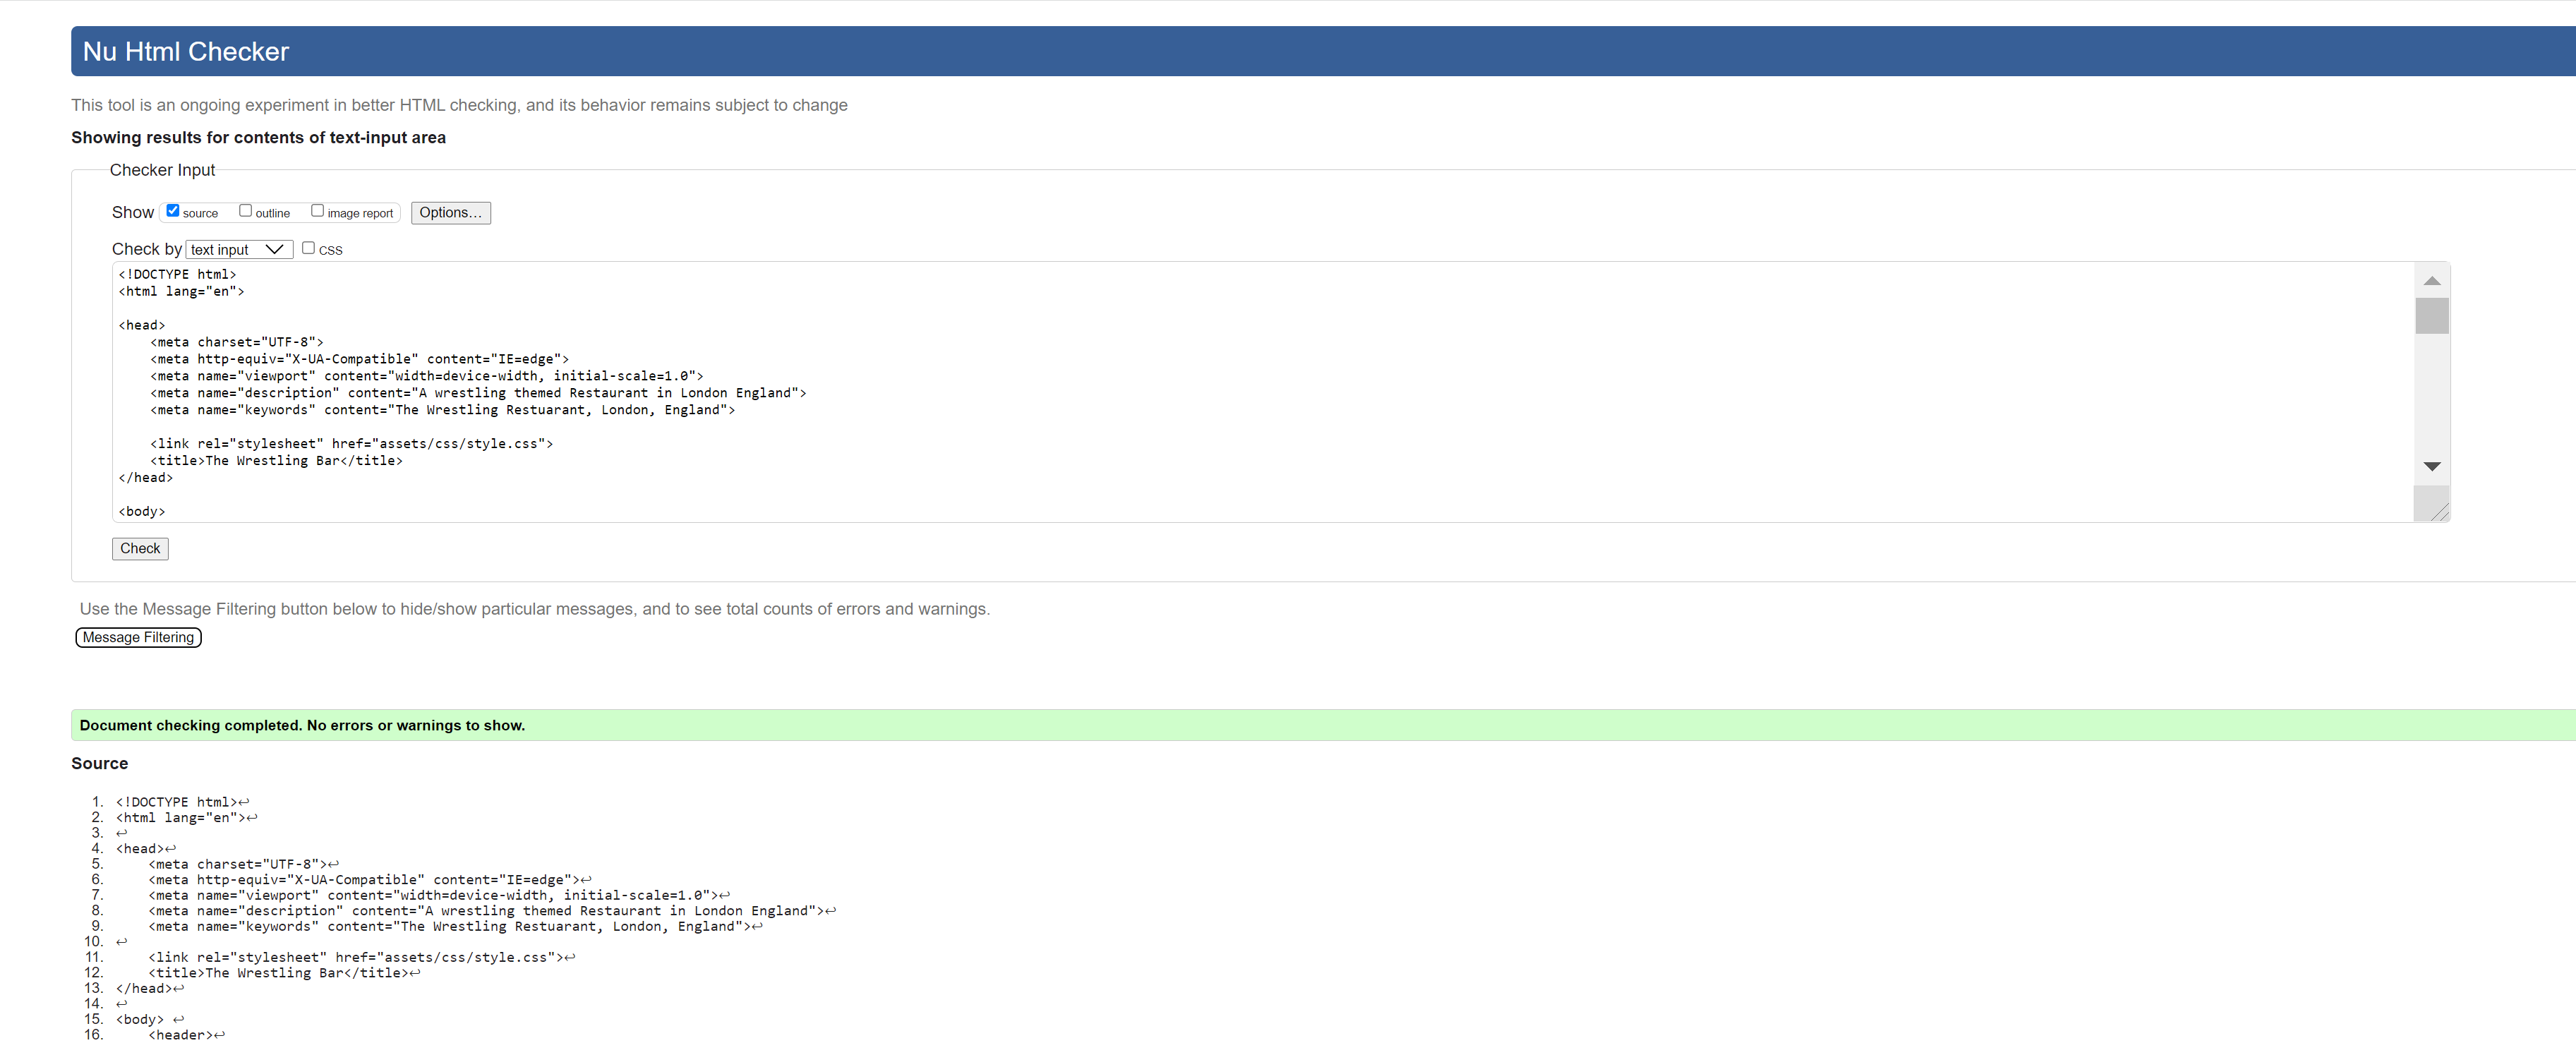 Nu Html Checker
This tool is an ongoing experiment in better HTML checking, and its behavior remains subject to change
Showing results for contents of text-input area
Checker Input
Show source outline image report Options...
Check by text input CSS
<!DOCTYPE html>
<html lang="en">
<head>
    <meta charset="UTF-8">
    <meta http-equiv="X-UA-Compatible" content="IE=edge">
    <meta name="viewport" content="width=device-width, initial-scale=1.0">
    <meta name="description" content="A wrestling themed Restaurant in London England">
    <meta name="keywords" content="The Wrestling Restuarant, London, England">
    <link rel="stylesheet" href="assets/css/style.css">
    <title>The Wrestling Bar</title>
</head>
<body>
Check
Use the Message Filtering button below to hide/show particular messages, and to see total counts of errors and warnings.
Message Filtering
Document checking completed. No errors or warnings to show.
Source
1. <!DOCTYPE html>↩
2. <html lang="en">↩
3. ↩
4. <head>↩
5.     <meta charset="UTF-8">↩
6.     <meta http-equiv="X-UA-Compatible" content="IE=edge">↩
7.     <meta name="viewport" content="width=device-width, initial-scale=1.0">↩
8.     <meta name="description" content="A wrestling themed Restaurant in London England">↩
9.     <meta name="keywords" content="The Wrestling Restuarant, London, England">↩
10. ↩
11.     <link rel="stylesheet" href="assets/css/style.css">↩
12.     <title>The Wrestling Bar</title>↩
13. </head>↩
14. ↩
15. <body> ↩
16.     <header>↩